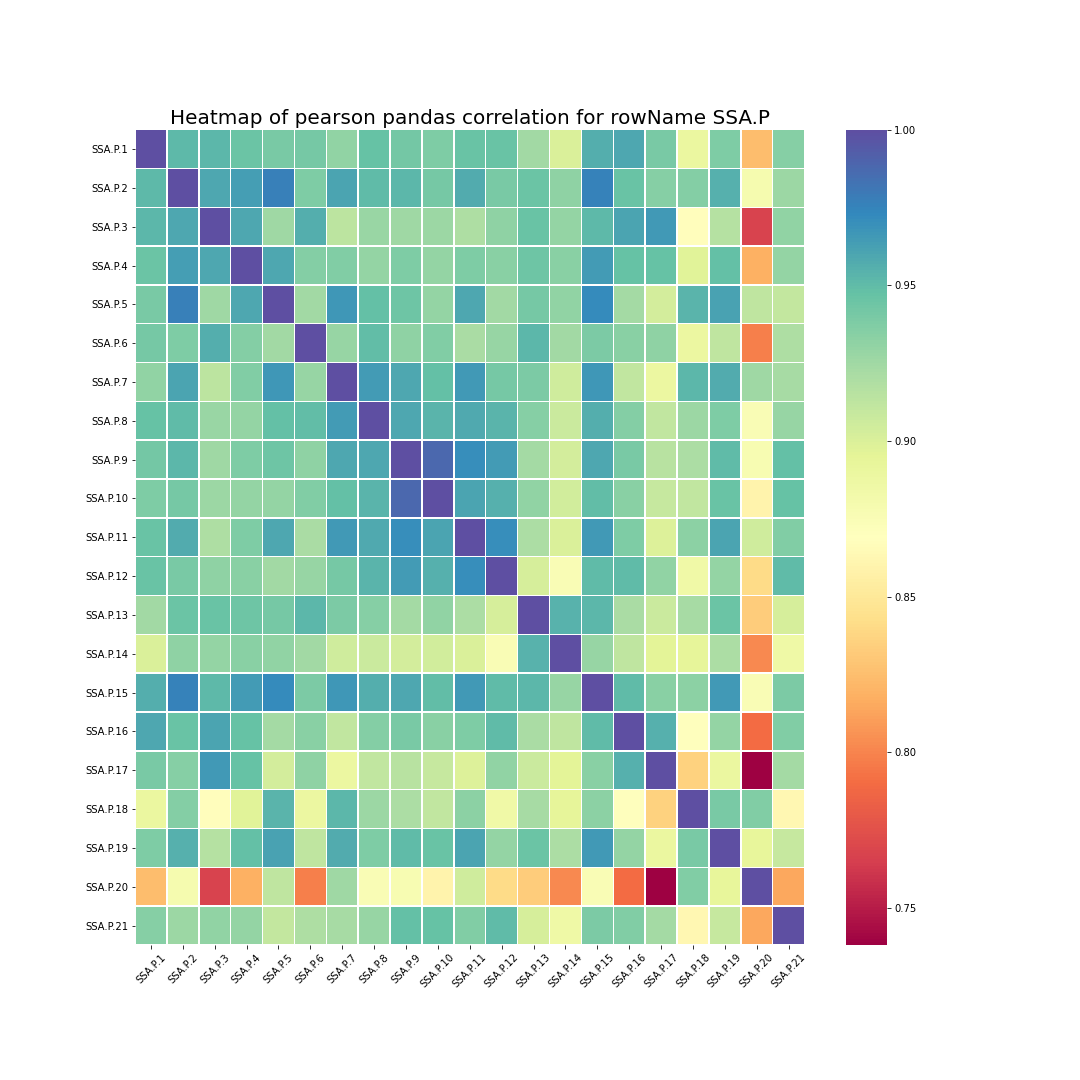 Heatmap of pearson pandas correlation for rowName SSA.P
SSA.P.1
SSA.P.2
SSA.P.3
SSA.P.4
SSA.P.5
SSA.P.6
SSA.P.7
SSA.P.8
SSA.P.9
SSA.P.10
SSA.P.11
SSA.P.12
SSA.P.13
SSA.P.14
SSA.P.15
SSA.P.16
SSA.P.17
SSA.P.18
SSA.P.19
SSA.P.20
SSA.P.21
SSA.P.1 SSA.P.2 SSA.P.3 SSA.P.4 SSA.P.5 SSA.P.6 SSA.P.7 SSA.P.8 SSA.P.9 SSA.P.10 SSA.P.11 SSA.P.12 SSA.P.13 SSA.P.14 SSA.P.15 SSA.P.16 SSA.P.17 SSA.P.18 SSA.P.19 SSA.P.20 SSA.P.21
1.00
0.95
0.90
0.85
0.80
0.75